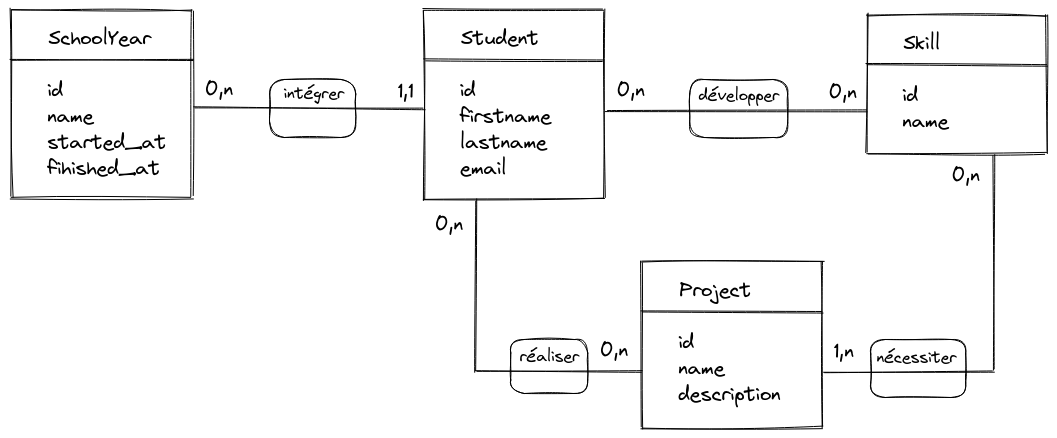 SchoolYear
id
name
started_at
finished_at
0,n
intégrer
1,1
Student
id
firstname
lastname
email
0,n
développer
0,n
Skill
id
name
0,n
réaliser
0,n
Project
id
name
description
1,n
nécessiter
0,n